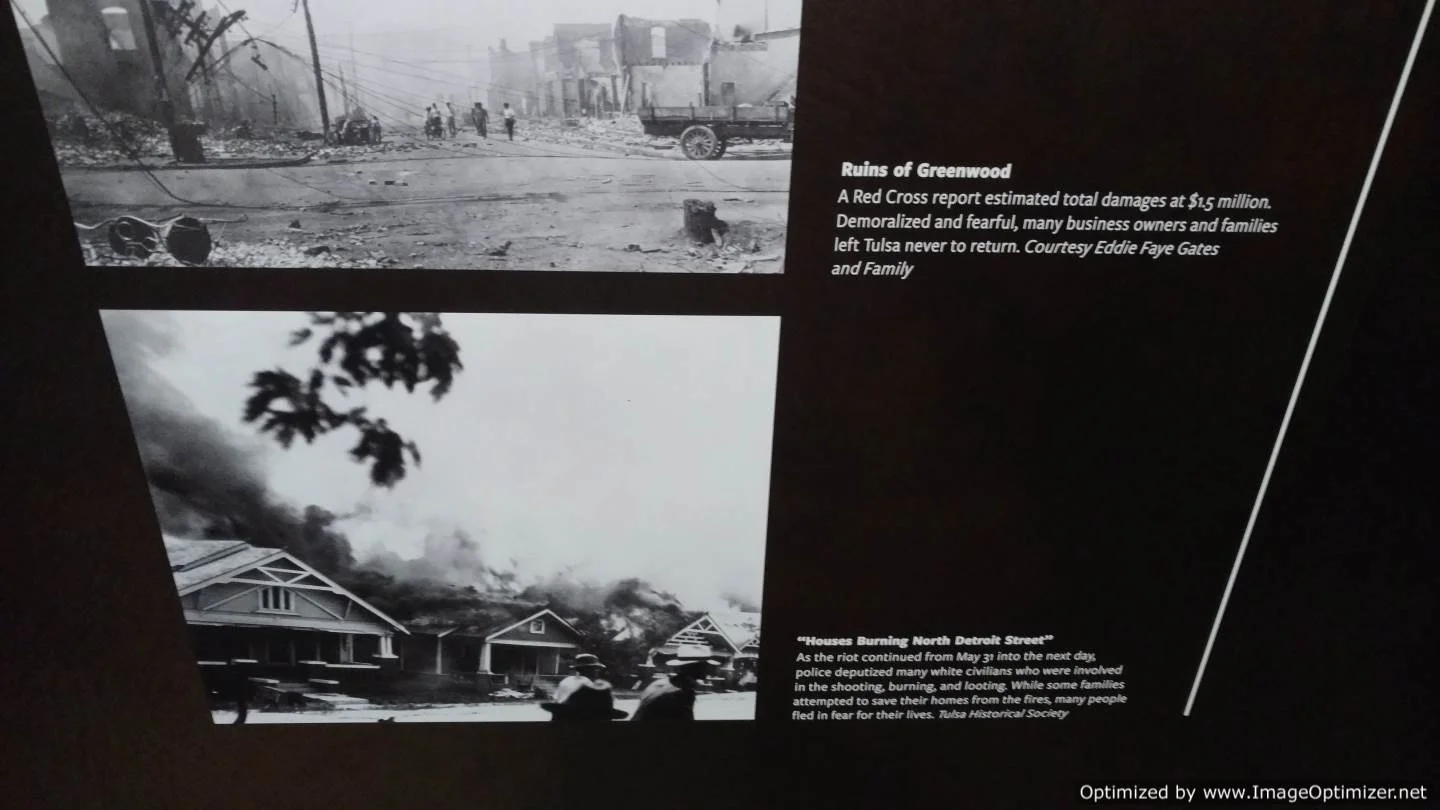 Ruins of Greenwood
A Red Cross report estimated total damages at $1.5 million.
Demoralized and fearful, many business owners and families
left Tulsa never to return. Courtesy Eddie Faye Gates
and Family
“Houses Burning North Detroit Street”
As the riot continued from May 31 into the next day,
police deputized many white civilians who were involved
in the shooting, burning, and looting. While some families
attempted to save their homes from the fires, many people
fled in fear for their lives. Tulsa Historical Society
Optimized by www.ImageOptimizer.net